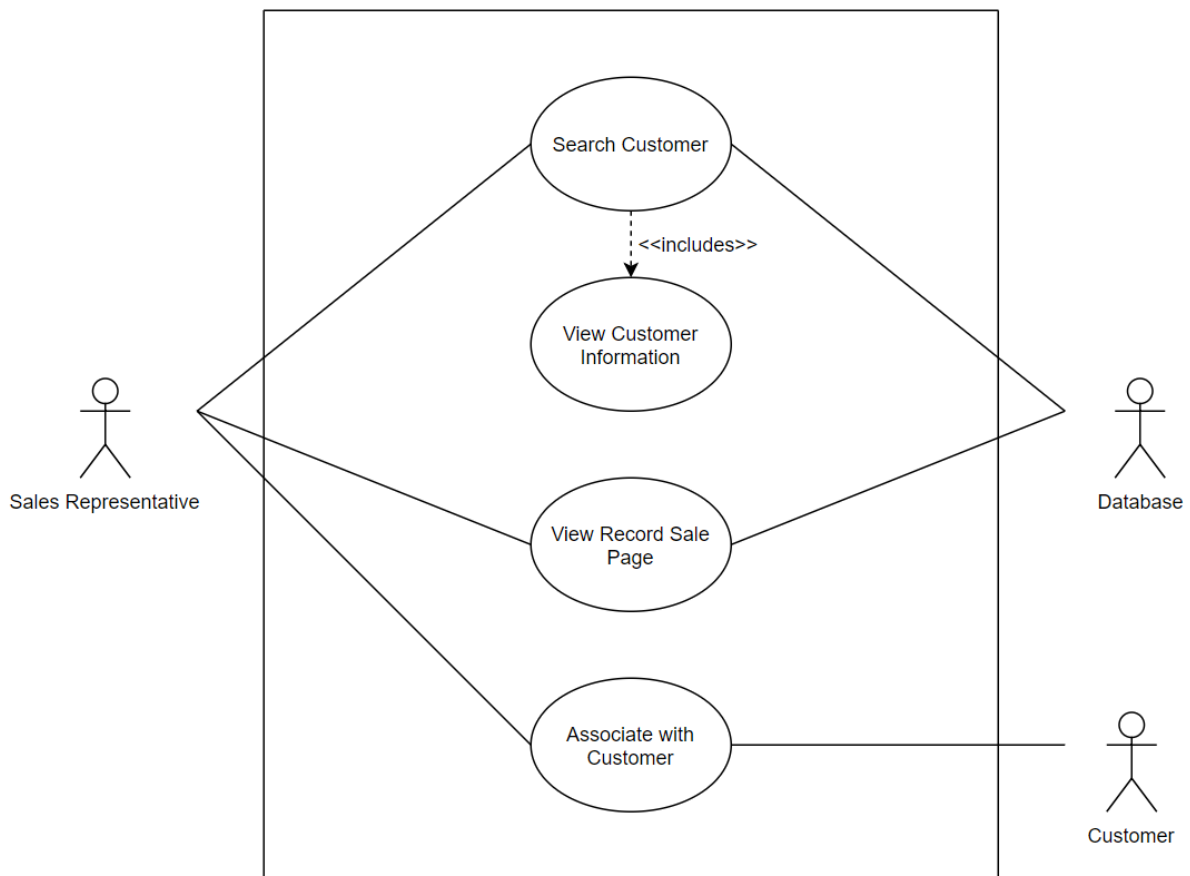 Search Customer
<<includes>>
View Customer
Information
Sales Representative
Database
View Record Sale
Page
Associate with
Customer
Customer